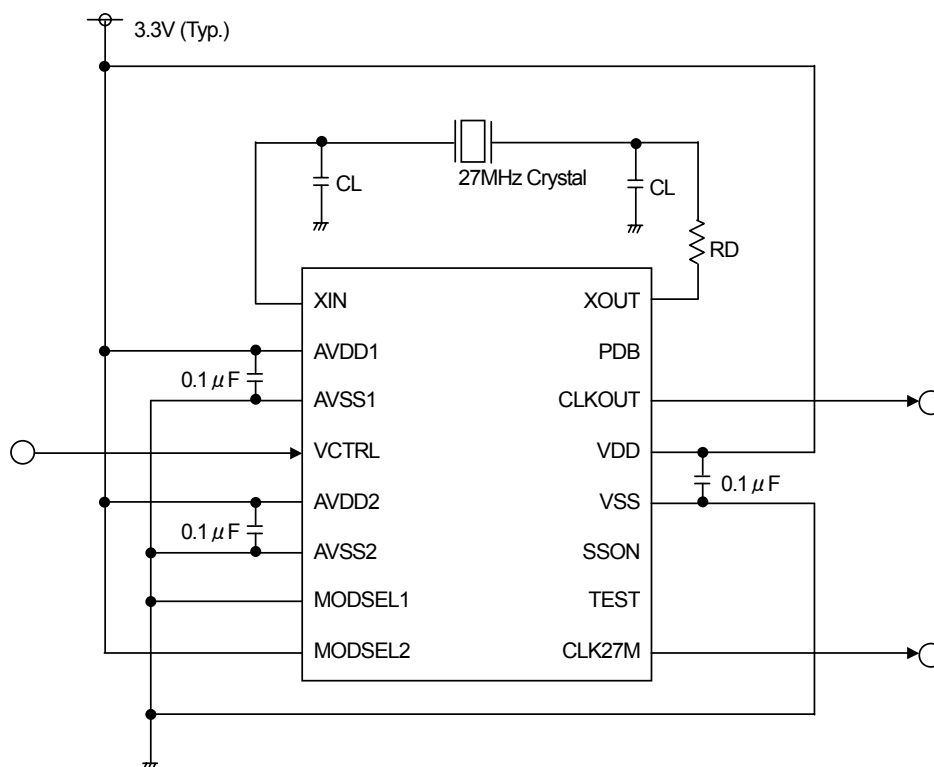 3.3V (Typ.)
CL
27MHz Crystal
CL
RD
XIN
XOUT
AVDD1
PDB
0.1 μF
AVSS1
CLKOUT
VCTRL
VDD
AVDD2
VSS
0.1 μF
0.1 μF
AVSS2
SSON
MODSEL1
TEST
MODSEL2
CLK27M